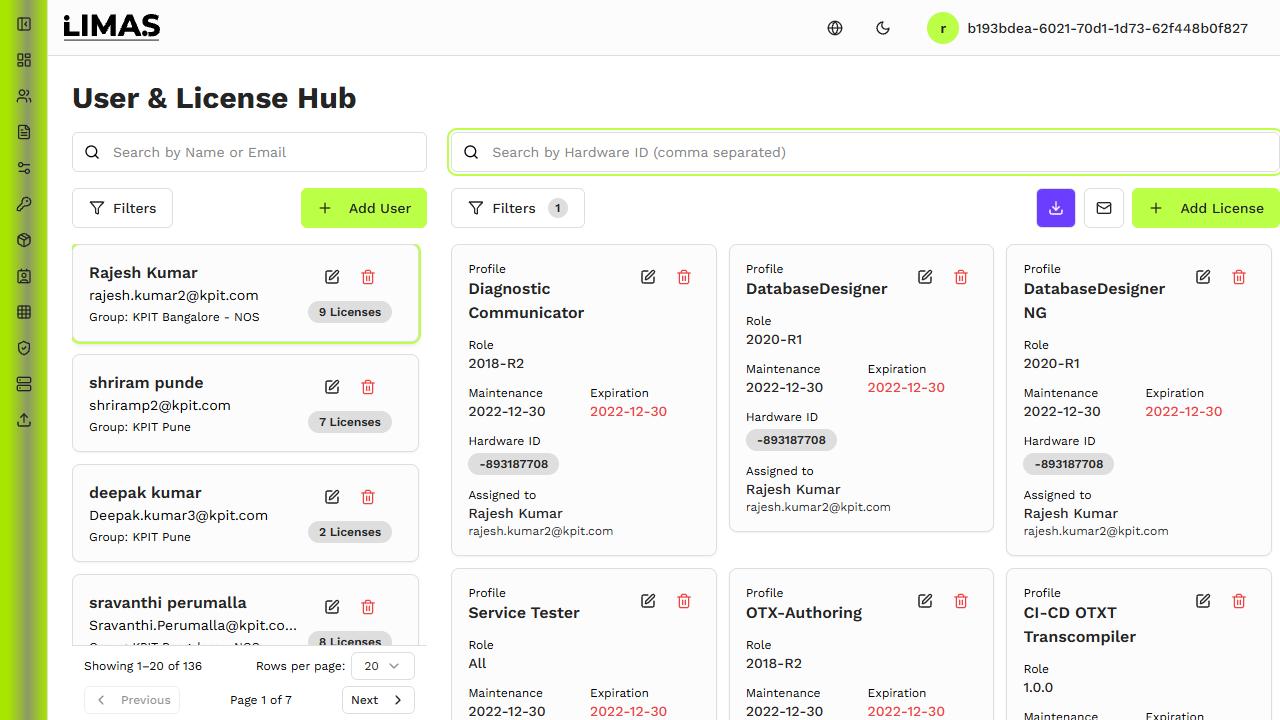 LIMAS
r
b193bdea-6021-70d1-1d73-62f448b0f827
User & License Hub
Search by Name or Email
Search by Hardware ID (comma separated)
Filters
Add User
Filters 1
Add License
Rajesh Kumar
rajesh.kumar2@kpit.com
Group: KPIT Bangalore - NOS
9 Licenses
shriram punde
shriramp2@kpit.com
Group: KPIT Pune
7 Licenses
deepak kumar
Deepak.kumar3@kpit.com
Group: KPIT Pune
2 Licenses
sravanthi perumalla
Sravanthi.Perumalla@kpit.co...
8 Licenses
Showing 1–20 of 136
Rows per page: 20
Previous
Page 1 of 7
Next
Profile
Diagnostic
Communicator
Role
2018-R2
Maintenance Expiration
2022-12-30 2022-12-30
Hardware ID
-893187708
Assigned to
Rajesh Kumar
rajesh.kumar2@kpit.com
Profile
DatabaseDesigner
Role
2020-R1
Maintenance Expiration
2022-12-30 2022-12-30
Hardware ID
-893187708
Assigned to
Rajesh Kumar
rajesh.kumar2@kpit.com
Profile
DatabaseDesigner
NG
Role
2020-R1
Maintenance Expiration
2022-12-30 2022-12-30
Hardware ID
-893187708
Assigned to
Rajesh Kumar
rajesh.kumar2@kpit.com
Profile
Service Tester
Role
All
Maintenance Expiration
2022-12-30 2022-12-30
Profile
OTX-Authoring
Role
2018-R2
Maintenance Expiration
2022-12-30 2022-12-30
Profile
CI-CD OTXT
Transcompiler
Role
1.0.0
Maintenance Expiration